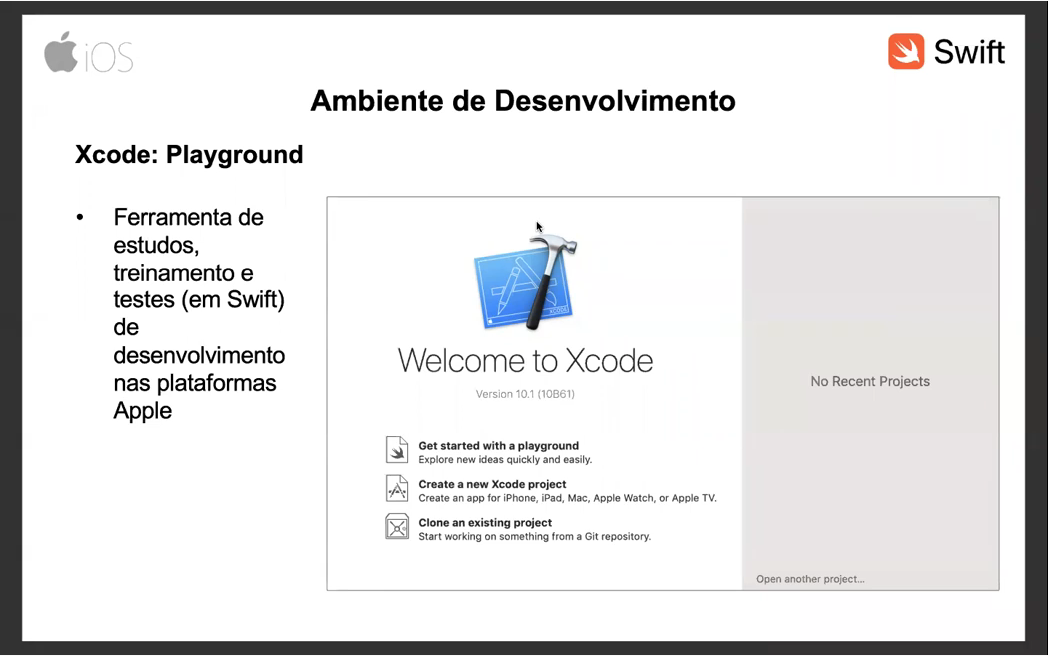 iOS
Swift
Ambiente de Desenvolvimento
Xcode: Playground
• Ferramenta de
estudos,
treinamento e
testes (em Swift)
de
desenvolvimento
nas plataformas
Apple
XCODE
Welcome to Xcode
Version 10.1 (10B61)
Get started with a playground
Explore new ideas quickly and easily.
Create a new Xcode project
Create an app for iPhone, iPad, Mac, Apple Watch, or Apple TV.
Clone an existing project
Start working on something from a Git repository.
No Recent Projects
Open another project...